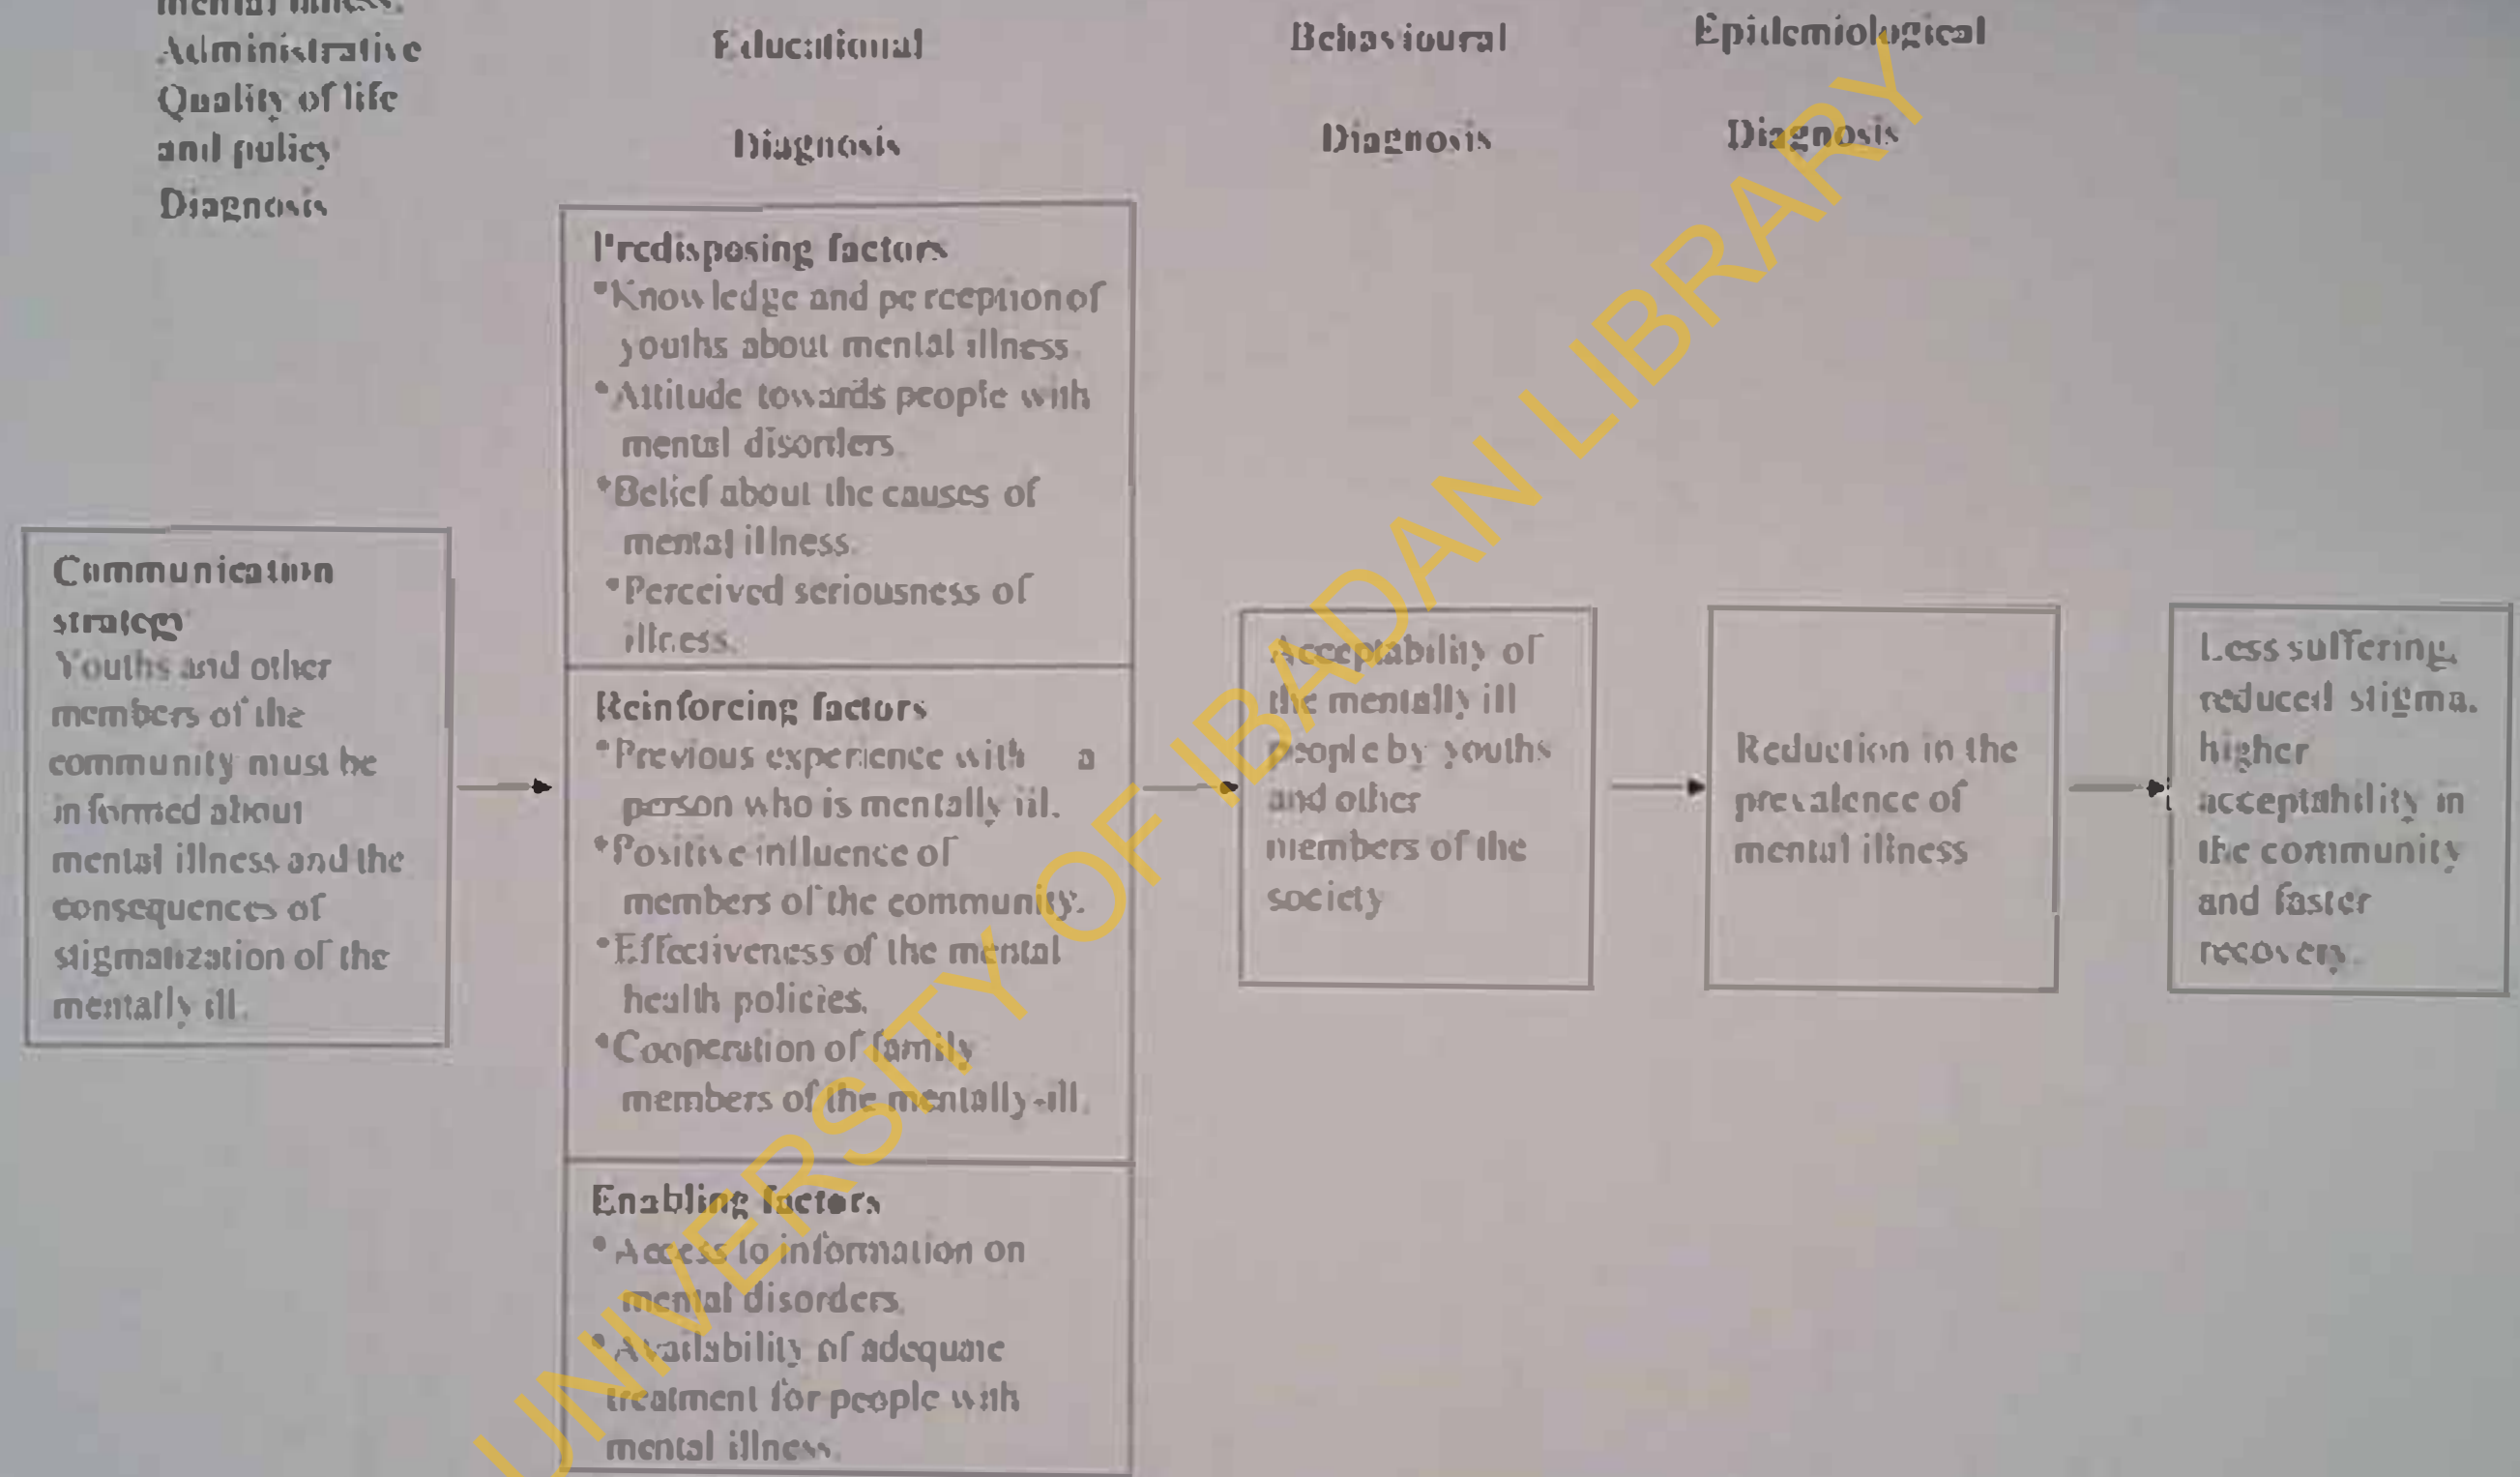 mental illness.
Administrative
Quality of life
and policy
Diagnosis
Educational
Diagnosis
Behavioural
Diagnosis
Epidemiological
Diagnosis
Communication
strategy
Youths and other
members of the
community must be
informed about
mental illness and the
consequences of
stigmatization of the
mentally ill.
Predisposing factors
*Knowledge and perception of
youths about mental illness.
*Attitude towards people with
mental disorders.
*Belief about the causes of
mental illness.
*Perceived seriousness of
illness.
Reinforcing factors
*Previous experience with a
person who is mentally ill.
*Positive influence of
members of the community.
*Effectiveness of the mental
health policies.
*Cooperation of family
members of the mentally-ill.
Enabling factors
* Access to information on
mental disorders.
* Availability of adequate
treatment for people with
mental illness.
Acceptability of
the mentally ill
people by youths
and other
members of the
society
Reduction in the
prevalence of
mental illness
Less suffering,
reduced stigma,
higher
acceptability in
the community
and faster
recovery.
UNIVERSITY OF IBADAN LIBRARY